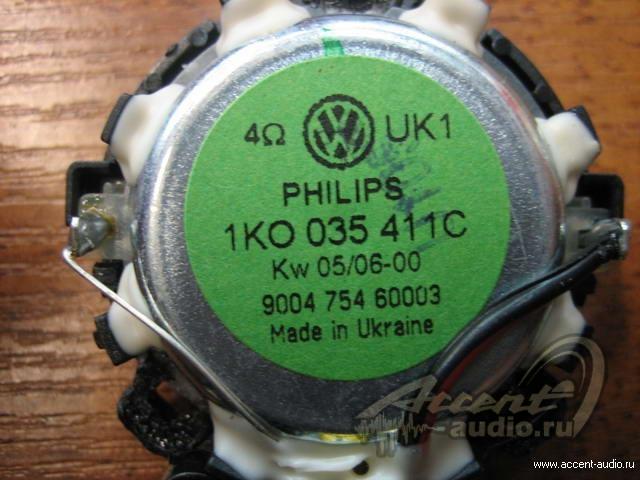 4Ω VW UK1
PHILIPS
1KO 035 411C
Kw 05/06-00
9004 754 60003
Made in Ukraine
Accent
-audio.ru
www.accent-audio.ru